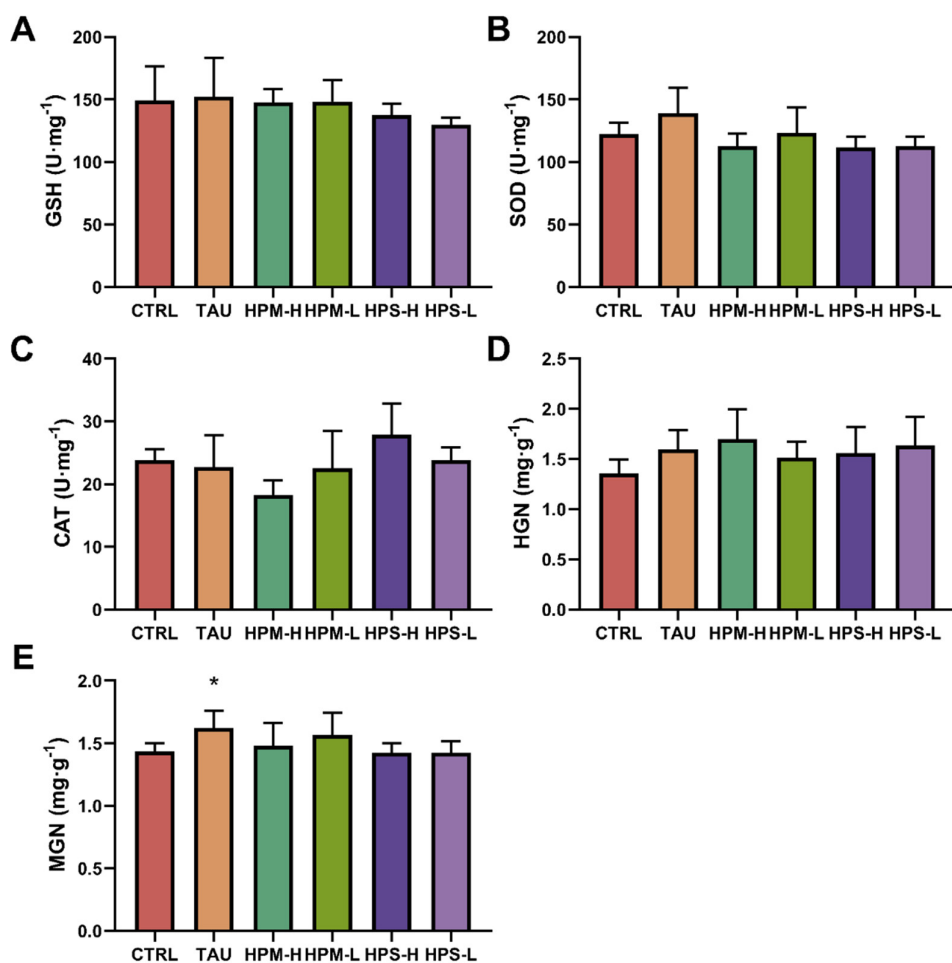 A
GSH (U·mg⁻¹)
200
150
100
50
0
CTRL TAU HPM-H HPM-L HPS-H HPS-L
B
SOD (U·mg⁻¹)
200
150
100
50
0
CTRL TAU HPM-H HPM-L HPS-H HPS-L
C
CAT (U·mg⁻¹)
40
30
20
10
0
CTRL TAU HPM-H HPM-L HPS-H HPS-L
D
HGN (mg·g⁻¹)
2.5
2.0
1.5
1.0
0.5
0.0
CTRL TAU HPM-H HPM-L HPS-H HPS-L
E
MGN (mg·g⁻¹)
2.0
1.5
1.0
0.5
0.0
*
CTRL TAU HPM-H HPM-L HPS-H HPS-L